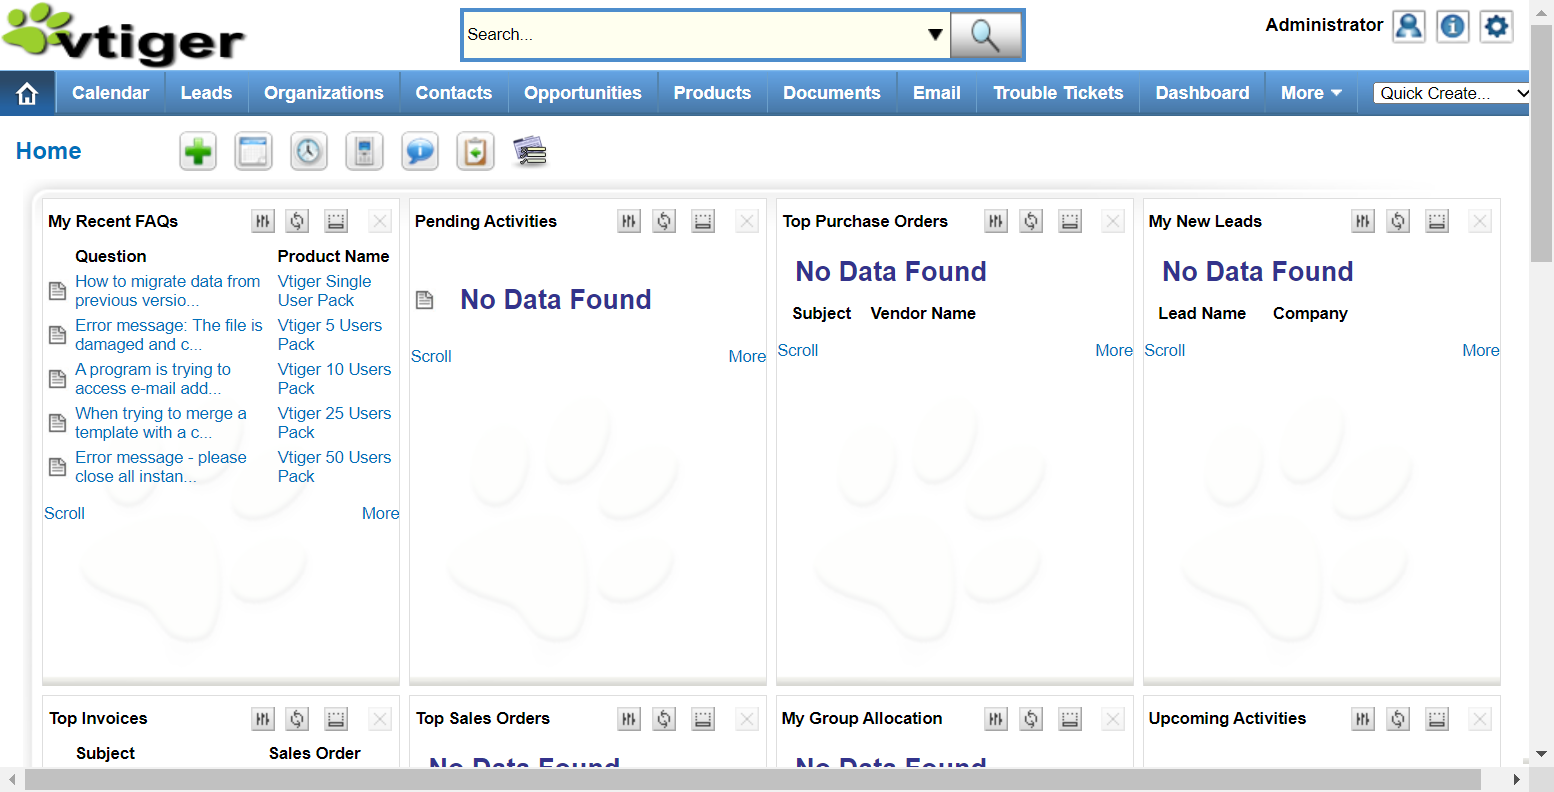 vtiger
Search...
Administrator
Calendar
Leads
Organizations
Contacts
Opportunities
Products
Documents
Email
Trouble Tickets
Dashboard
More
Quick Create...
Home
My Recent FAQs
Question Product Name
How to migrate data from previous versio...
Vtiger Single User Pack
Error message: The file is damaged and c...
Vtiger 5 Users Pack
A program is trying to access e-mail add...
Vtiger 10 Users Pack
When trying to merge a template with a c...
Vtiger 25 Users Pack
Error message - please close all instan...
Vtiger 50 Users Pack
Scroll More
Pending Activities
No Data Found
Scroll More
Top Purchase Orders
No Data Found
Subject Vendor Name
Scroll More
My New Leads
No Data Found
Lead Name Company
Scroll More
Top Invoices
Subject Sales Order
Top Sales Orders
No Data Found
My Group Allocation
No Data Found
Upcoming Activities